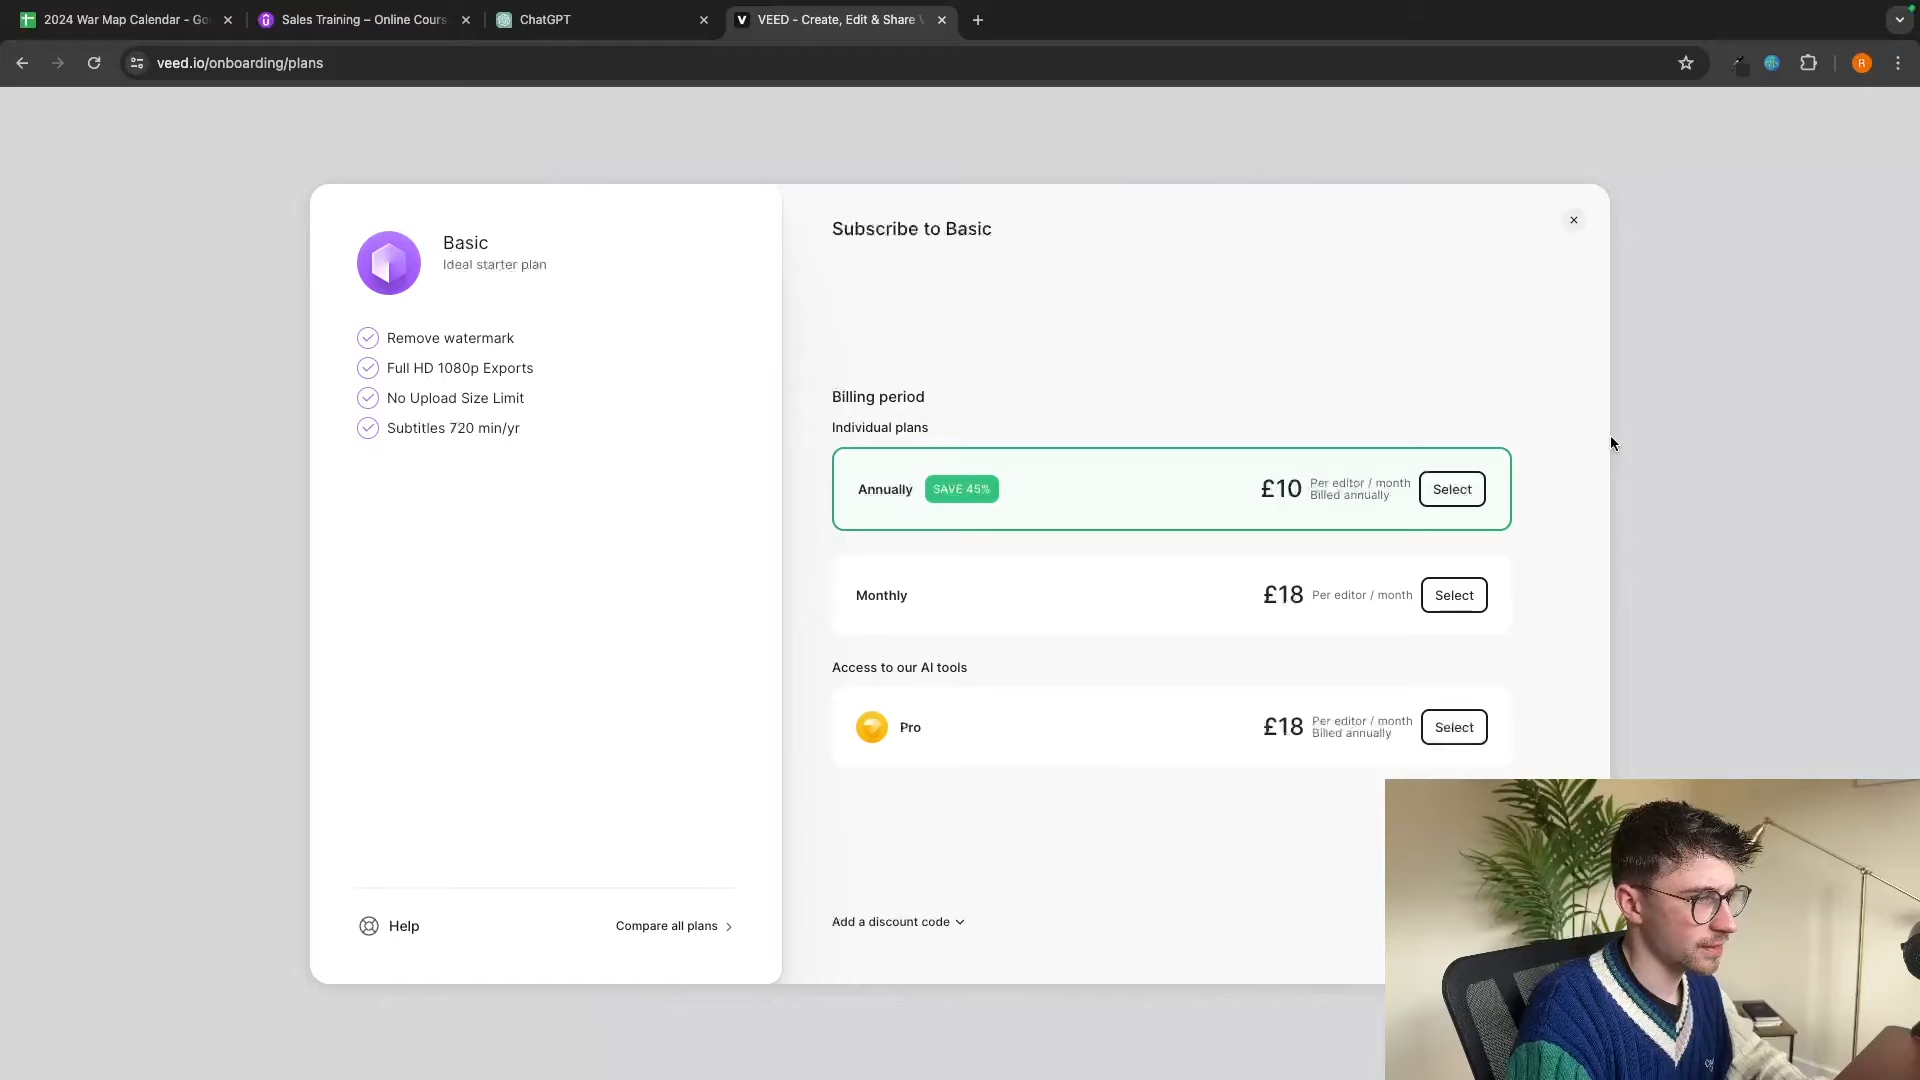 2024 War Map Calendar - Go
Sales Training – Online Cours
ChatGPT
VEED - Create, Edit & Share V
veed.io/onboarding/plans
R
Basic
Ideal starter plan
Remove watermark
Full HD 1080p Exports
No Upload Size Limit
Subtitles 720 min/yr
Help
Compare all plans
Subscribe to Basic
Billing period
Individual plans
Annually SAVE 45% £10 Per editor / month Select
Billed annually
Monthly £18 Per editor / month Select
Access to our AI tools
Pro £18 Per editor / month Select
Billed annually
Add a discount code